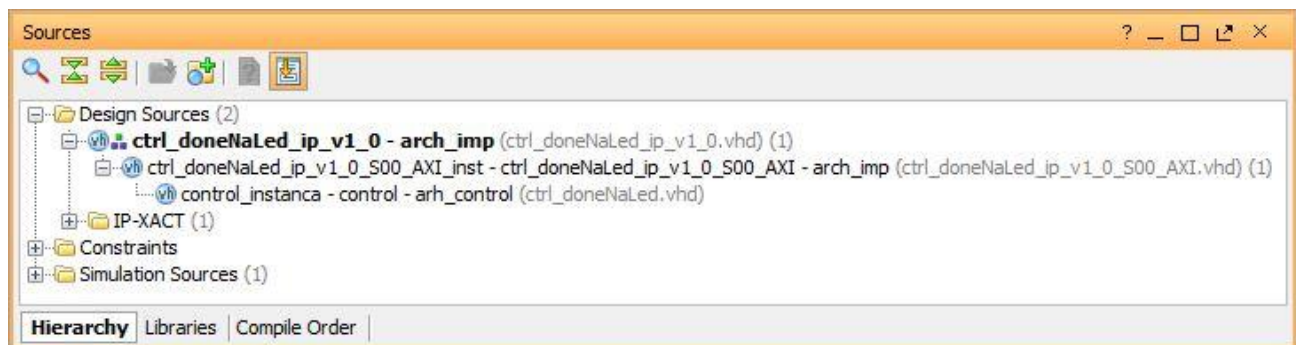 Sources
Design Sources (2)
ctrl_doneNaLed_ip_v1_0 - arch_imp (ctrl_doneNaLed_ip_v1_0.vhd) (1)
ctrl_doneNaLed_ip_v1_0_S00_AXI_inst - ctrl_doneNaLed_ip_v1_0_S00_AXI - arch_imp (ctrl_doneNaLed_ip_v1_0_S00_AXI.vhd) (1)
control_instanca - control - arh_control (ctrl_doneNaLed.vhd)
IP-XACT (1)
Constraints
Simulation Sources (1)
Hierarchy Libraries Compile Order